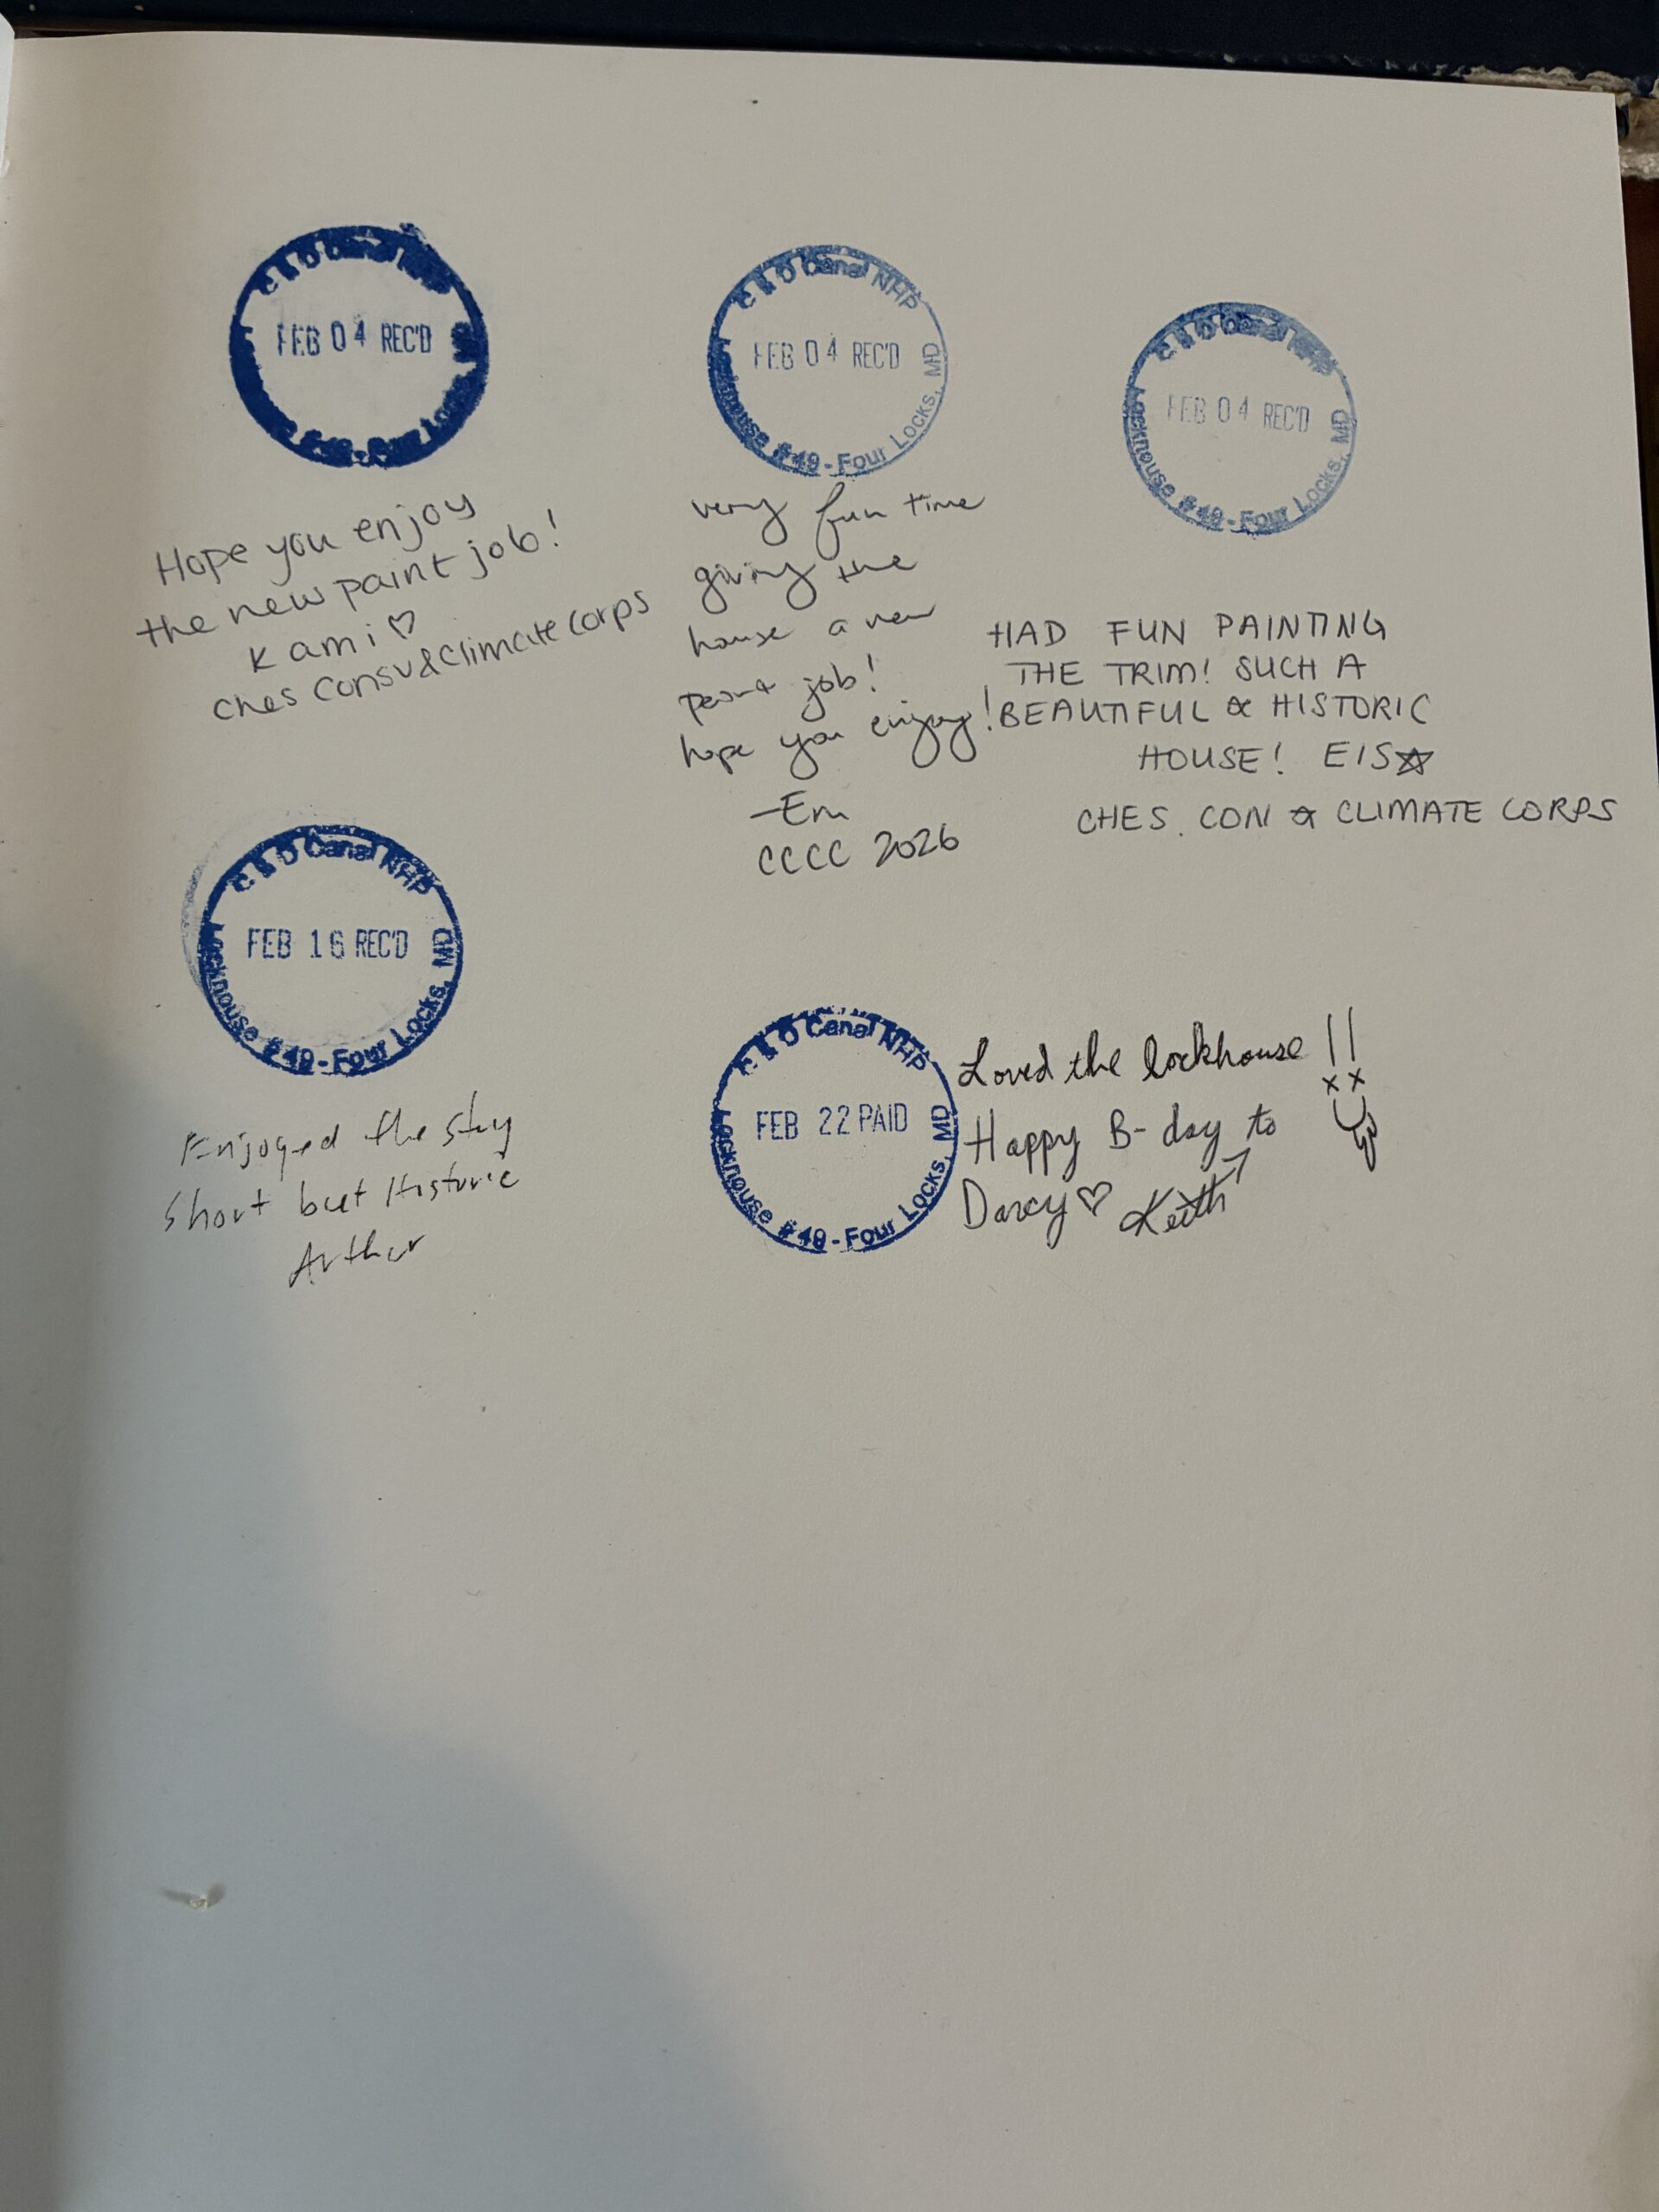 C & O Canal NHP
FEB 04 REC'D
Lockhouse #49 - Four Locks, MD
Hope you enjoy
the new paint job!
Kami ♡
Ches Consv & Climate Corps
C & O Canal NHP
FEB 04 REC'D
Lockhouse #49 - Four Locks, MD
very fun time
giving the
house a new
paint job!
hope you enjoy!
-Em
CCCC 2026
C & O Canal NHP
FEB 04 REC'D
Lockhouse #49 - Four Locks, MD
HAD FUN PAINTING
THE TRIM! SUCH A
BEAUTIFUL & HISTORIC
HOUSE! EIS☆
CHES. CON & CLIMATE CORPS
C & O Canal NHP
FEB 16 REC'D
Lockhouse #49 - Four Locks, MD
Enjoyed the stay
Short but Historic
Arthur
C & O Canal NHP
FEB 22 PAID
Lockhouse #49 - Four Locks, MD
Loved the lockhouse!!
Happy B-day to
Darcy ♡ Keith